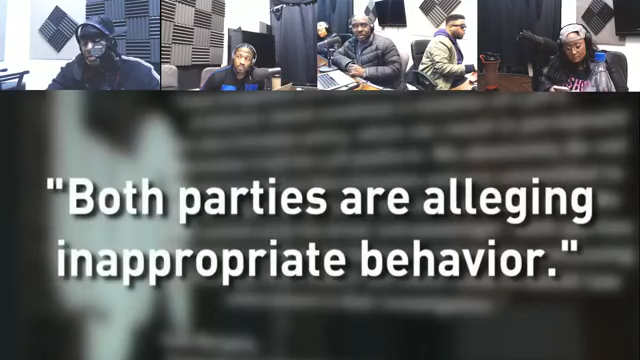 "Both parties are alleging
inappropriate behavior."